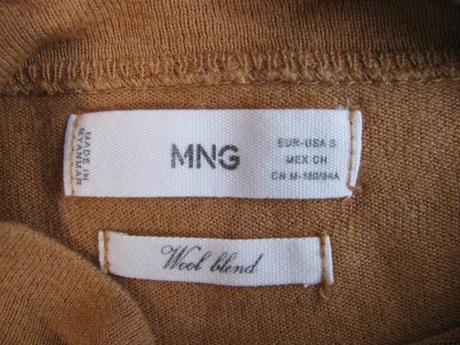 MADE IN
MYANMAR
MNG
EUR-USA S
MEX CH
CN M-160/84A
Wool blend